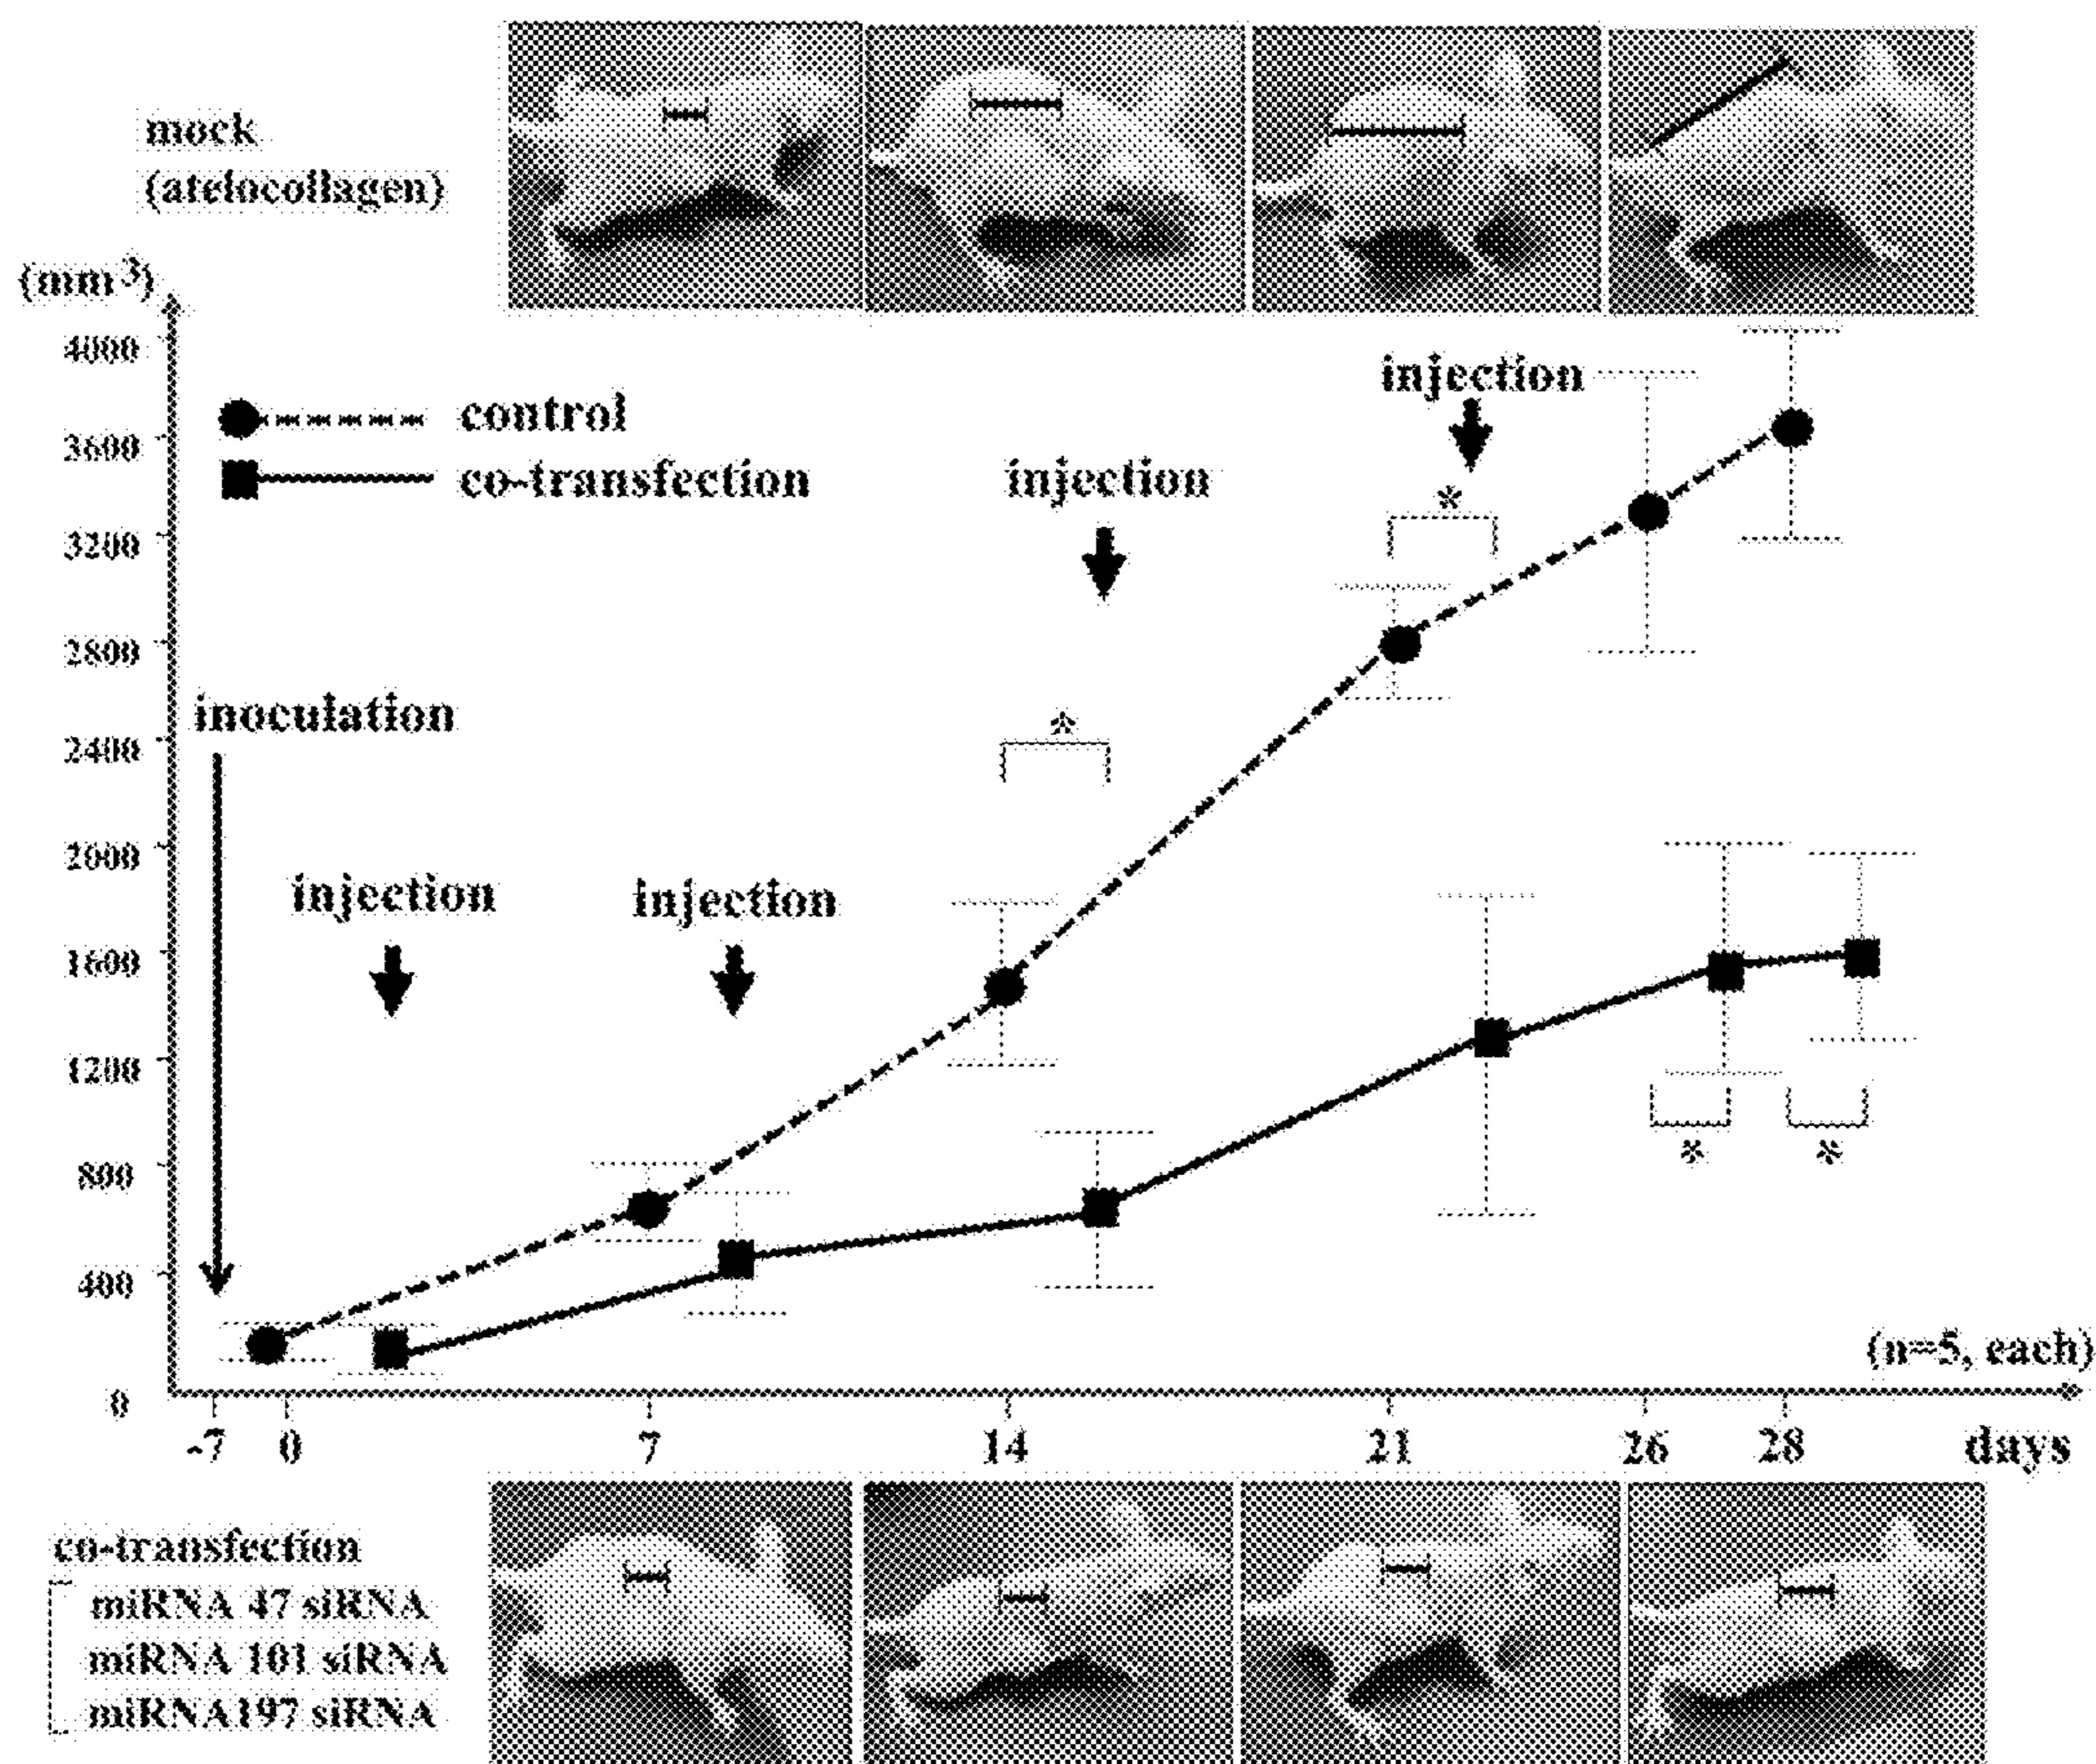 mock
(atelocollagen)
(mm³)
4000
3600
3200
2800
2400
2000
1600
1200
800
400
0
control
co-transfection
injection
injection
*
*
inoculation
injection
injection
*
*
(n=5, each)
-7 0 7 14 21 26 28 days
co-transfection
miRNA 47 siRNA
miRNA 101 siRNA
miRNA197 siRNA